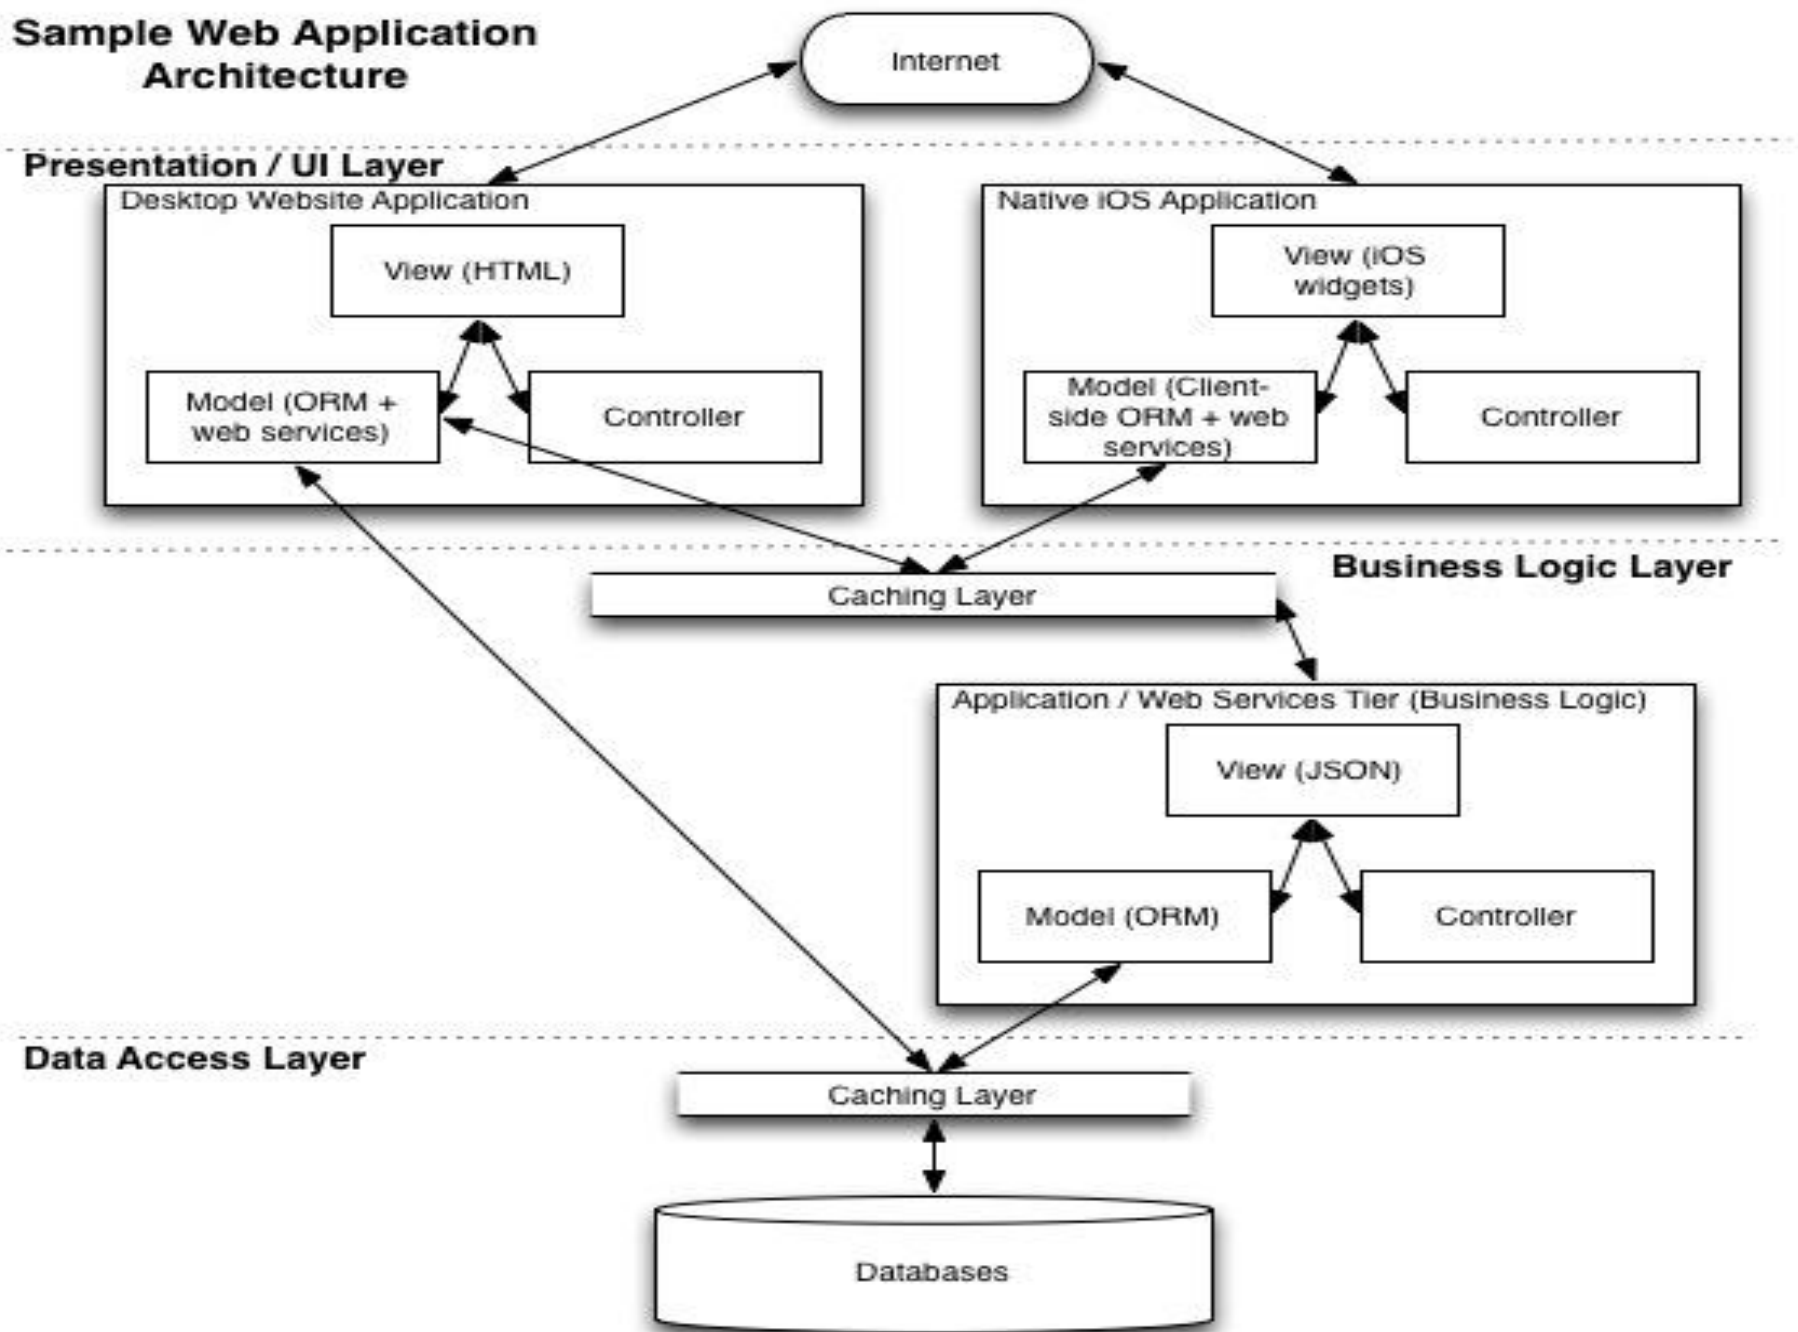 Sample Web Application
Architecture
Internet
Presentation / UI Layer
Desktop Website Application
View (HTML)
Model (ORM +
web services)
Controller
Native iOS Application
View (iOS
widgets)
Model (Client-
side ORM + web
services)
Controller
Business Logic Layer
Caching Layer
Application / Web Services Tier (Business Logic)
View (JSON)
Model (ORM)
Controller
Data Access Layer
Caching Layer
Databases